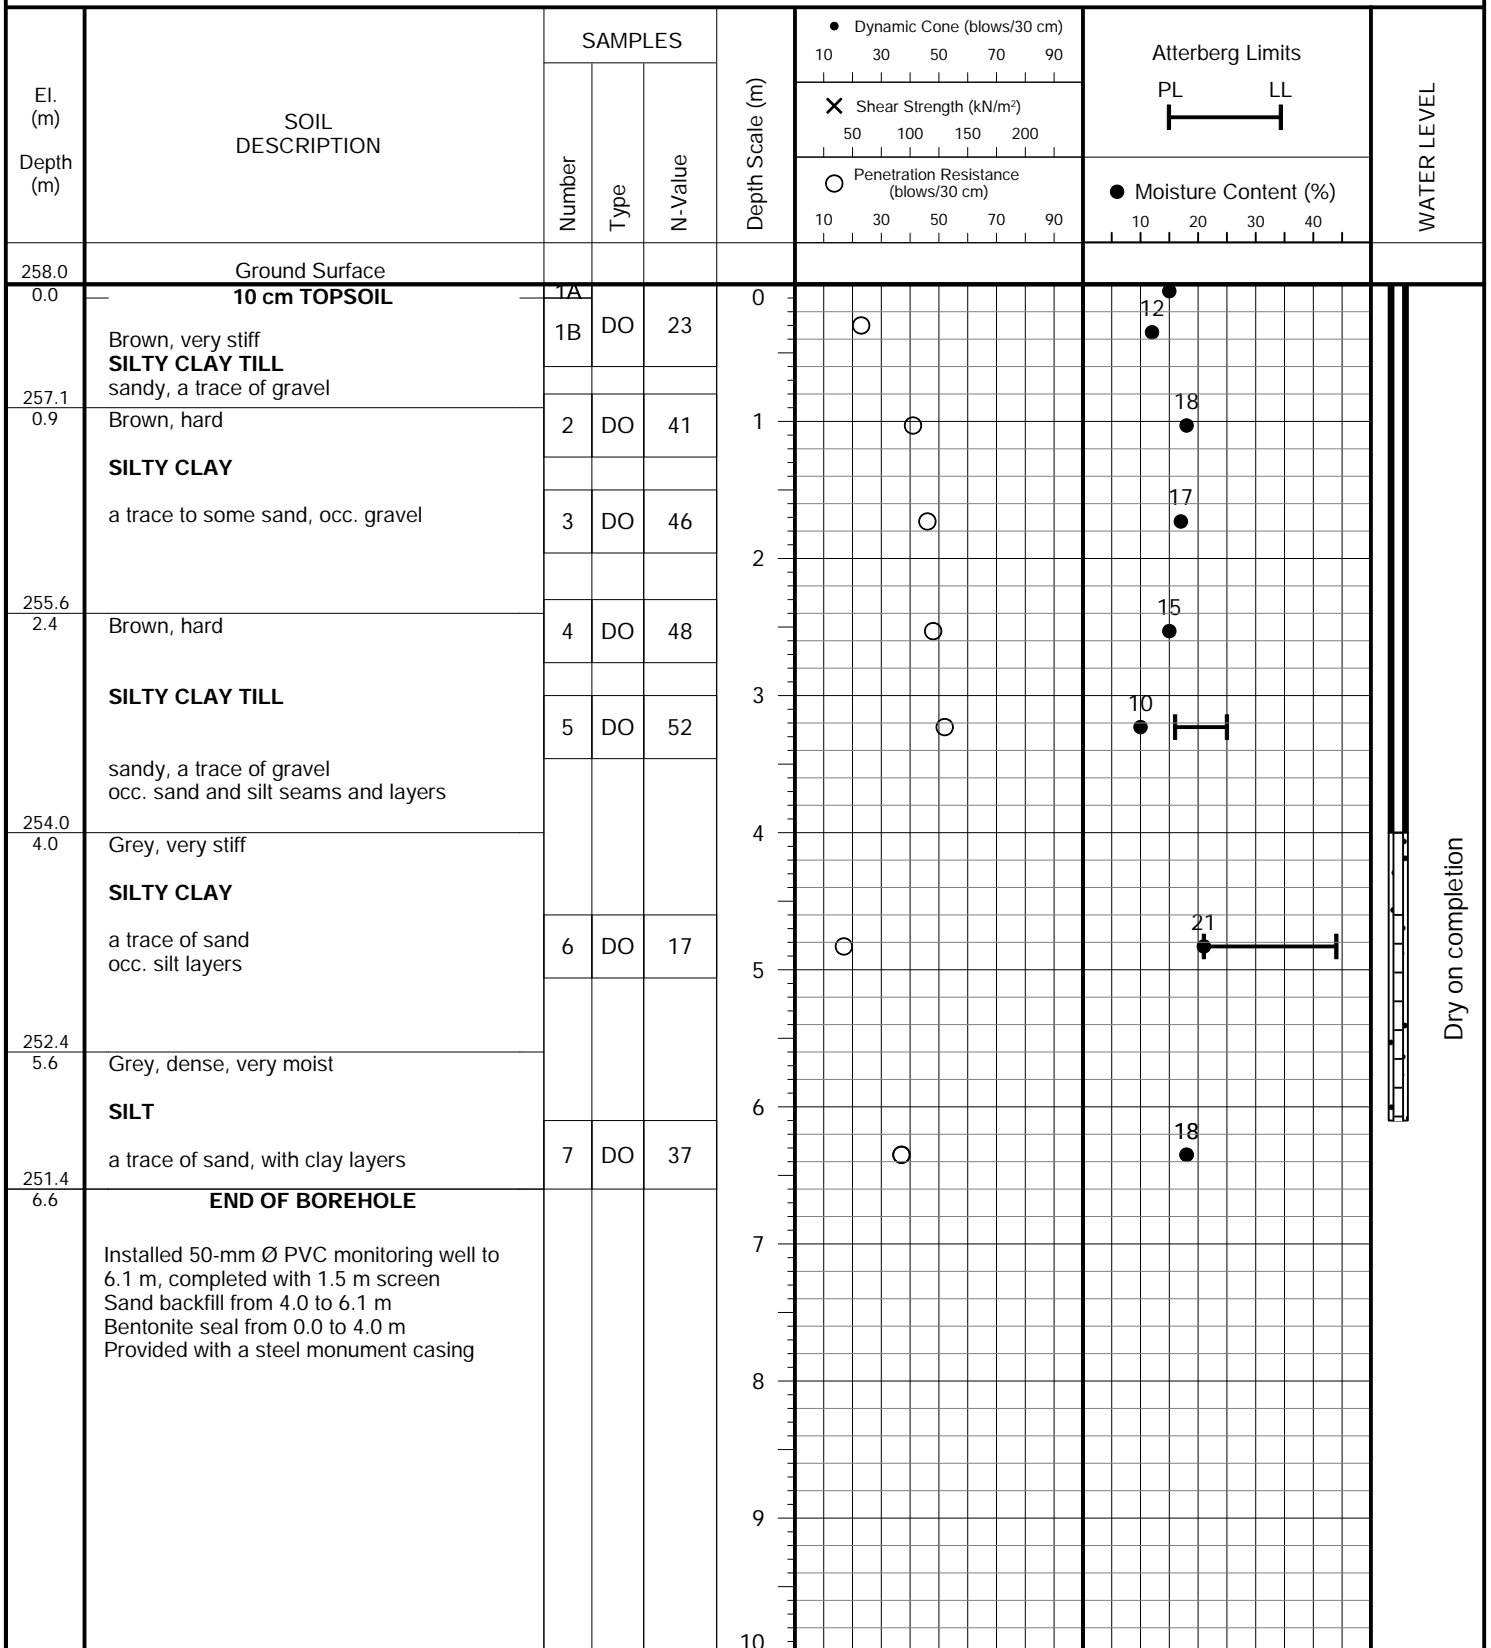 El.
(m)
Depth
(m)
SOIL
DESCRIPTION
SAMPLES
Number
Type
N-Value
Depth Scale (m)
Dynamic Cone (blows/30 cm)
10 30 50 70 90
Shear Strength (kN/m²)
50 100 150 200
Penetration Resistance
(blows/30 cm)
10 30 50 70 90
Atterberg Limits
PL LL
Moisture Content (%)
10 20 30 40
WATER LEVEL
258.0
Ground Surface
0.0
10 cm TOPSOIL
1A
0
12
1B DO 23
Brown, very stiff
SILTY CLAY TILL
sandy, a trace of gravel
257.1
0.9
Brown, hard
2 DO 41
1
18
SILTY CLAY
17
a trace to some sand, occ. gravel
3 DO 46
2
255.6
15
2.4
Brown, hard
4 DO 48
SILTY CLAY TILL
3
10
5 DO 52
sandy, a trace of gravel
occ. sand and silt seams and layers
254.0
4
4.0
Grey, very stiff
SILTY CLAY
21
a trace of sand
6 DO 17
occ. silt layers
5
Dry on completion
252.4
5.6
Grey, dense, very moist
SILT
6
18
a trace of sand, with clay layers
7 DO 37
251.4
6.6
END OF BOREHOLE
7
Installed 50-mm Ø PVC monitoring well to
6.1 m, completed with 1.5 m screen
Sand backfill from 4.0 to 6.1 m
Bentonite seal from 0.0 to 4.0 m
Provided with a steel monument casing
8
9
10